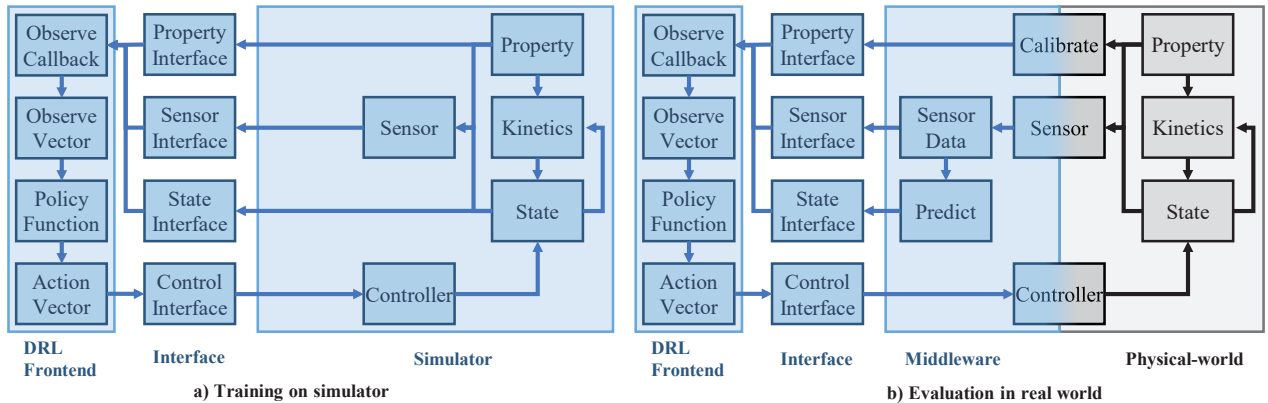 Observe
Callback
Property
Interface
Property
Observe
Vector
Sensor
Interface
Sensor
Kinetics
Policy
Function
State
Interface
State
Action
Vector
Control
Interface
Controller
DRL
Frontend
Interface
Simulator
a) Training on simulator
Observe
Callback
Property
Interface
Calibrate
Property
Observe
Vector
Sensor
Interface
Sensor
Data
Sensor
Kinetics
Policy
Function
State
Interface
Predict
State
Action
Vector
Control
Interface
Controller
DRL
Frontend
Interface
Middleware
Physical-world
b) Evaluation in real world